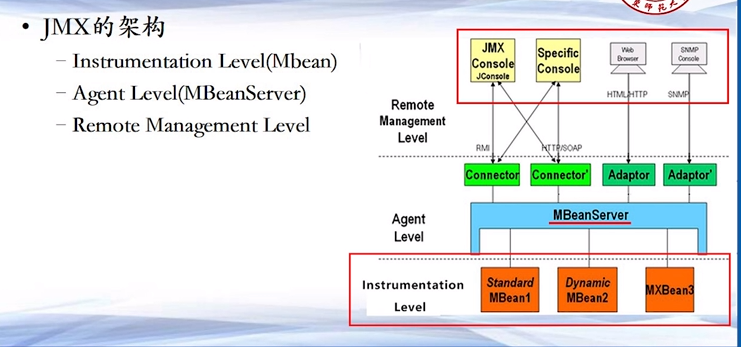 • JMX的架构
– Instrumentation Level(Mbean)
– Agent Level(MBeanServer)
– Remote Management Level
JMX
Console
JConsole
Specific
Console
Web
Browser
SNMP
Console
HTML/HTTP
SNMP
Remote
Management
Level
RMI
HTTP/SOAP
Connector
Connector'
Adaptor
Adaptor'
MBeanServer
Agent
Level
Instrumentation
Level
Standard
MBean1
Dynamic
MBean2
MXBean3